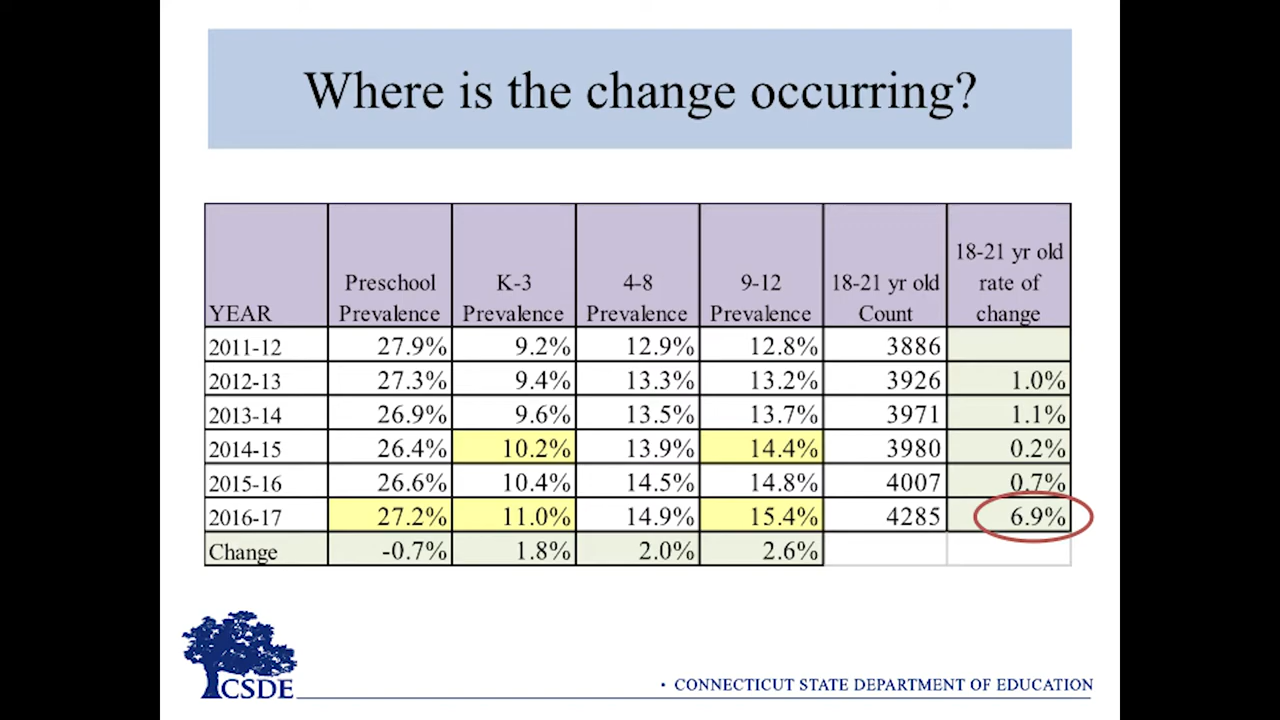 Where is the change occurring?
YEAR Preschool Prevalence K-3 Prevalence 4-8 Prevalence 9-12 Prevalence 18-21 yr old Count 18-21 yr old rate of change
2011-12 27.9% 9.2% 12.9% 12.8% 3886
2012-13 27.3% 9.4% 13.3% 13.2% 3926 1.0%
2013-14 26.9% 9.6% 13.5% 13.7% 3971 1.1%
2014-15 26.4% 10.2% 13.9% 14.4% 3980 0.2%
2015-16 26.6% 10.4% 14.5% 14.8% 4007 0.7%
2016-17 27.2% 11.0% 14.9% 15.4% 4285 6.9%
Change -0.7% 1.8% 2.0% 2.6%
CSDE
• CONNECTICUT STATE DEPARTMENT OF EDUCATION